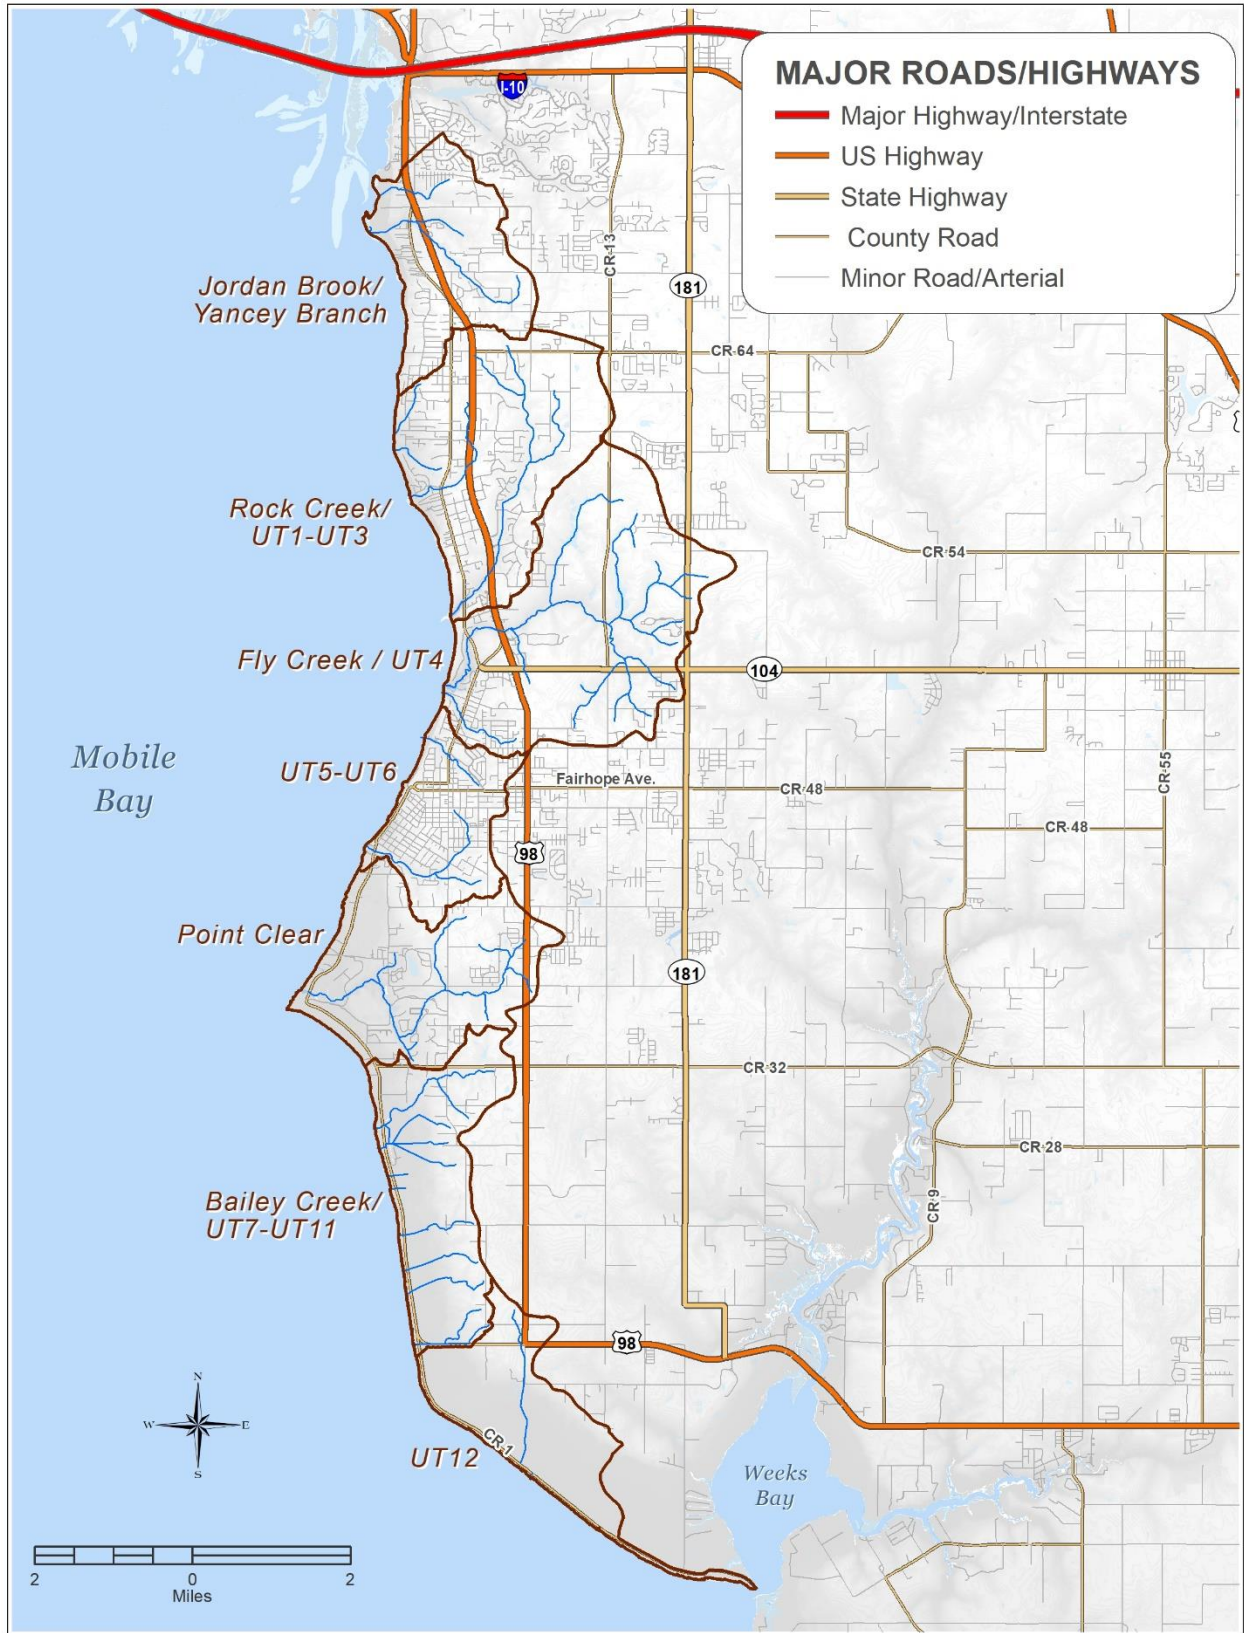 MAJOR ROADS/HIGHWAYS
Major Highway/Interstate
US Highway
State Highway
County Road
Minor Road/Arterial
I-10
CR-13
181
Jordan Brook/
Yancey Branch
CR-64
Rock Creek/
UT1-UT3
CR-54
Fly Creek / UT4
104
Mobile
Bay
UT5-UT6
Fairhope Ave.
CR-48
CR-55
CR-48
98
Point Clear
181
CR-32
CR-28
Bailey Creek/
UT7-UT11
CR-9
98
N
W
E
S
CR-1
UT12
Weeks
Bay
2
0
2
Miles